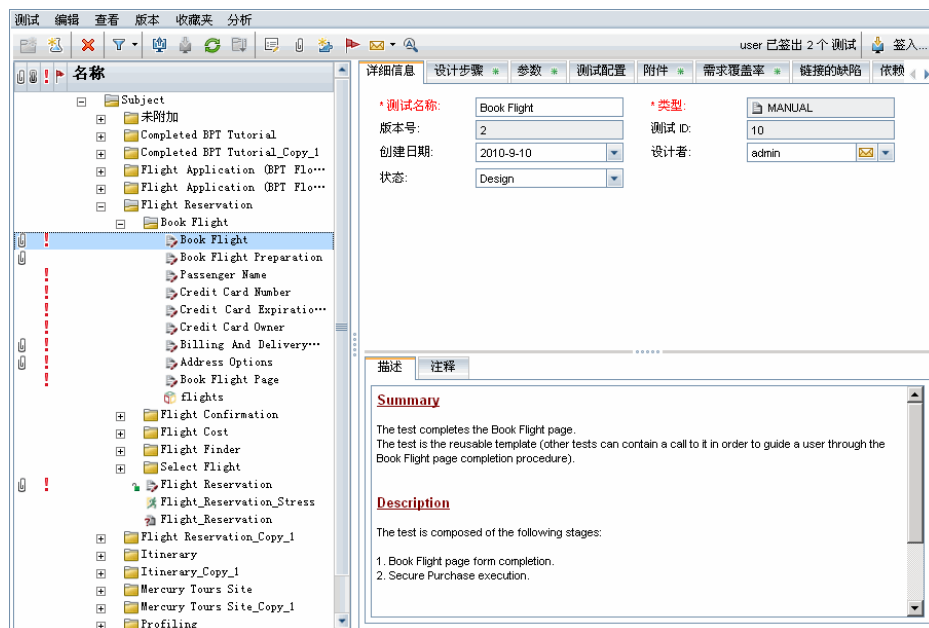 测试 编辑 查看 版本 收藏夹 分析
user 已签出 2 个 测试 签入...
名称
Subject
未附加
Completed BPT Tutorial
Completed BPT Tutorial_Copy_1
Flight Application (BPT Flo···
Flight Application (BPT Flo···
Flight Reservation
Book Flight
Book Flight
Book Flight Preparation
Passenger Name
Credit Card Number
Credit Card Expiratio···
Credit Card Owner
Billing And Delivery···
Address Options
Book Flight Page
flights
Flight Confirmation
Flight Cost
Flight Finder
Select Flight
Flight Reservation
Flight_Reservation_Stress
Flight_Reservation
Flight Reservation_Copy_1
Itinerary
Itinerary_Copy_1
Mercury Tours Site
Mercury Tours Site_Copy_1
Profiling
详细信息 设计步骤 * 参数 * 测试配置 附件 * 需求覆盖率 * 链接的缺陷 依赖
*测试名称: Book Flight *类型: MANUAL
版本号: 2 测试 ID: 10
创建日期: 2010-9-10 设计者: admin
状态: Design
描述 注释
Summary
The test completes the Book Flight page.
The test is the reusable template (other tests can contain a call to it in order to guide a user through the
Book Flight page completion procedure).
Description
The test is composed of the following stages:
1. Book Flight page form completion.
2. Secure Purchase execution.